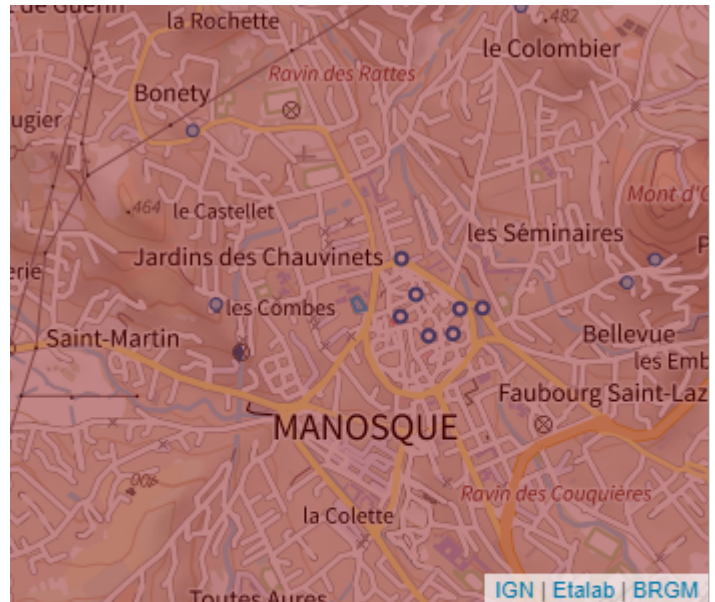 la Rochette
.482
le Colombier
Ravin des Rattes
Bonety
ugier
Mont d'O
.464
le Castellet
les Séminaires
Jardins des Chauvinets
P
erie
les Combes
Saint-Martin
Bellevue
les Emb
Faubourg Saint-Laz
MANOSQUE
400
Ravin des Couquières
la Colette
Toutes Aures
IGN | Etalab | BRGM